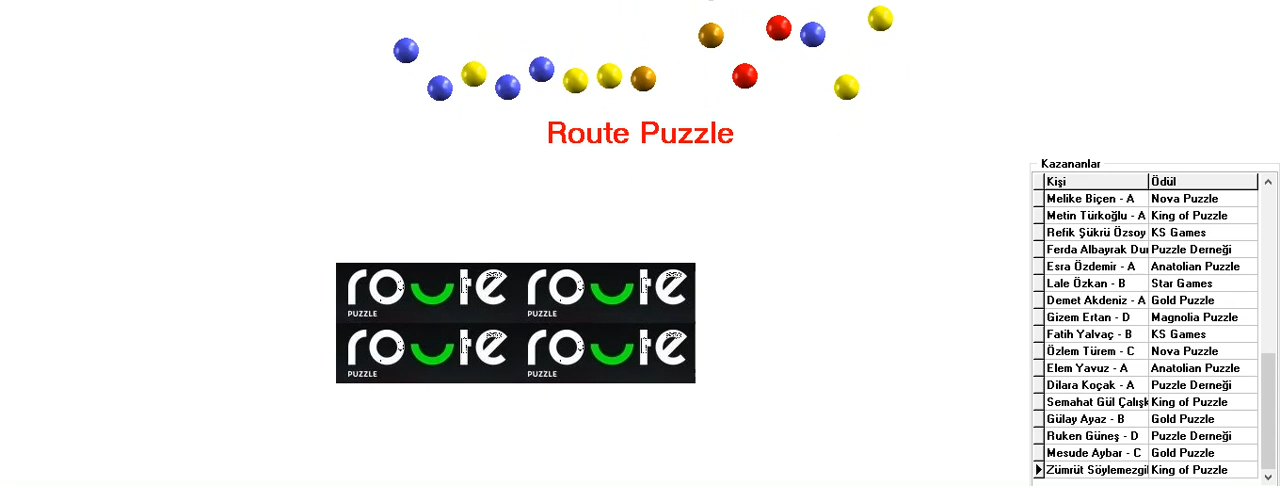 Route Puzzle
Kazananlar
Kişi Ödül
Melike Biçen - A Nova Puzzle
Metin Türkoğlu - A King of Puzzle
Refik Şükrü Özsoy KS Games
Ferda Albayrak Puzzle Derneği
Esra Özdemir - A Anatolian Puzzle
Lale Özkan - B Star Games
Demet Akdeniz - A Gold Puzzle
Gizem Ertan - D Magnolia Puzzle
Fatih Yalvaç - B KS Games
Özlem Türem - C Nova Puzzle
Elem Yavuz - A Anatolian Puzzle
Dilara Koçak - A Puzzle Derneği
Semahat Gül King of Puzzle
Gülay Ayaz - B Gold Puzzle
Ruken Güneş - D Puzzle Derneği
Mesude Aybar - C Gold Puzzle
Zümrüt King of Puzzle
route route
PUZZLE PUZZLE
route route
PUZZLE PUZZLE